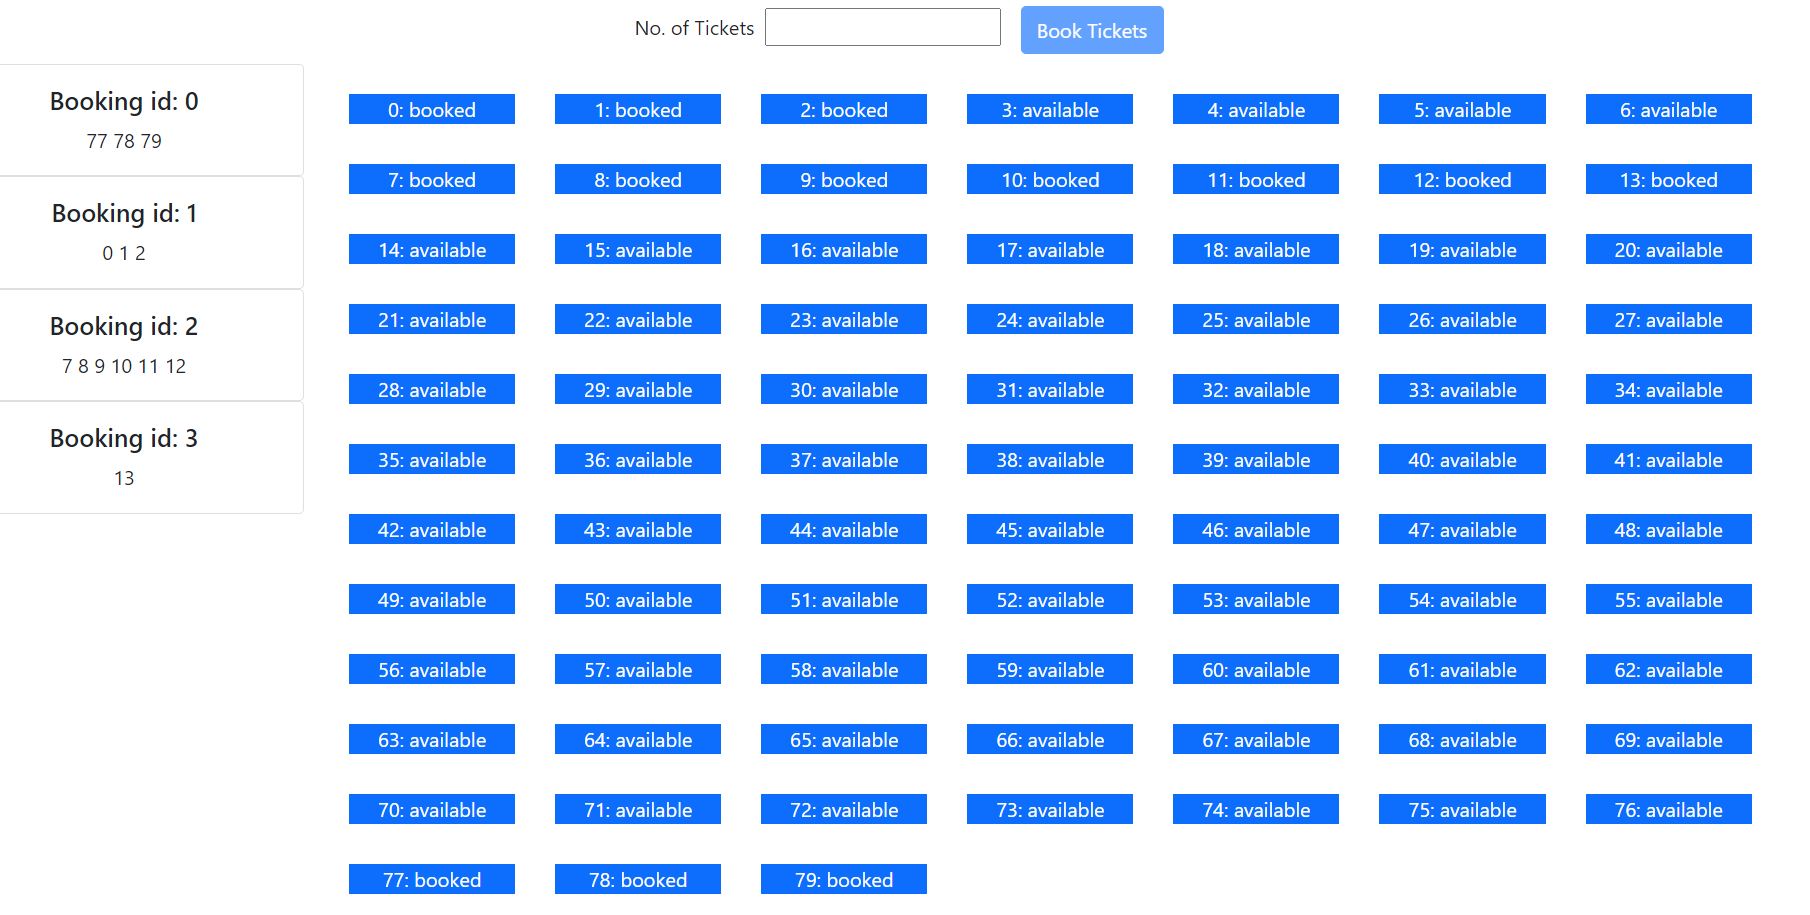 No. of Tickets Book Tickets
Booking id: 0
77 78 79
Booking id: 1
0 1 2
Booking id: 2
7 8 9 10 11 12
Booking id: 3
13
0: booked 1: booked 2: booked 3: available 4: available 5: available 6: available
7: booked 8: booked 9: booked 10: booked 11: booked 12: booked 13: booked
14: available 15: available 16: available 17: available 18: available 19: available 20: available
21: available 22: available 23: available 24: available 25: available 26: available 27: available
28: available 29: available 30: available 31: available 32: available 33: available 34: available
35: available 36: available 37: available 38: available 39: available 40: available 41: available
42: available 43: available 44: available 45: available 46: available 47: available 48: available
49: available 50: available 51: available 52: available 53: available 54: available 55: available
56: available 57: available 58: available 59: available 60: available 61: available 62: available
63: available 64: available 65: available 66: available 67: available 68: available 69: available
70: available 71: available 72: available 73: available 74: available 75: available 76: available
77: booked 78: booked 79: booked